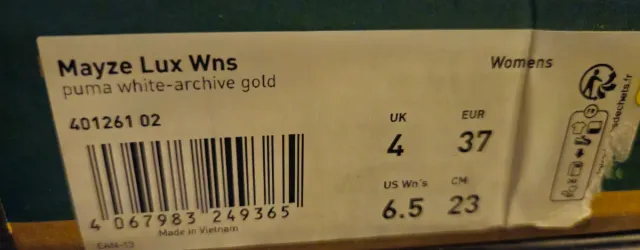 Mayze Lux Wns
Womens
puma white-archive gold
401261 02
UK
EUR
4
37
US Wn's
CM
6.5
23
4 067983 249365
Made in Vietnam